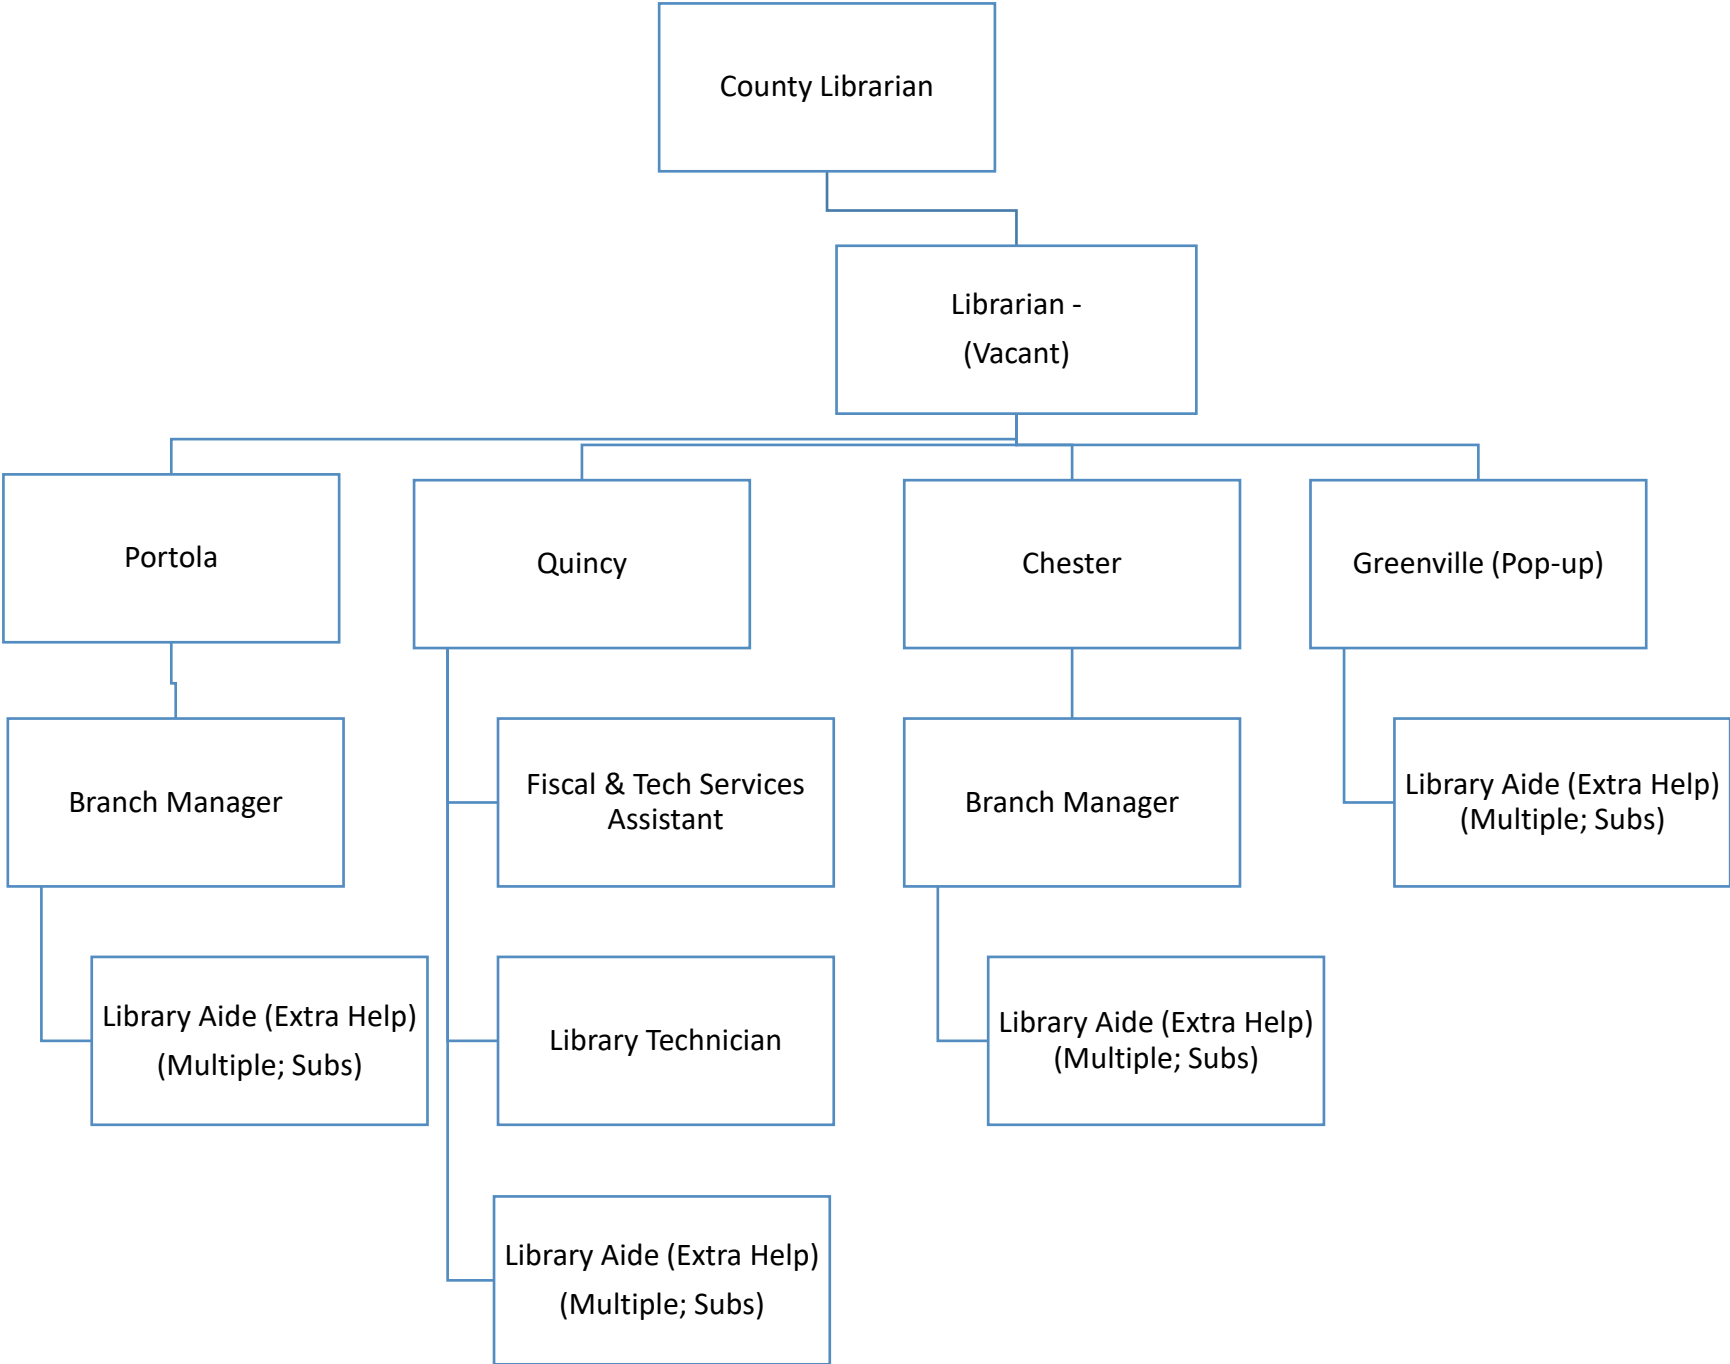 County Librarian
Librarian -
(Vacant)
Portola
Quincy
Chester
Greenville (Pop-up)
Branch Manager
Fiscal & Tech Services
Assistant
Branch Manager
Library Aide (Extra Help)
(Multiple; Subs)
Library Aide (Extra Help)
(Multiple; Subs)
Library Technician
Library Aide (Extra Help)
(Multiple; Subs)
Library Aide (Extra Help)
(Multiple; Subs)